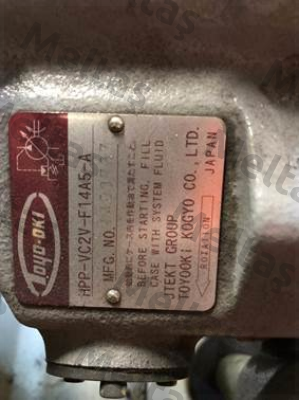 Toyo-oki
HPP-VC2V-F14A5-A
MFG. NO.
BEFORE STARTING, FILL
CASE WITH SYSTEM FLUID
JTEKT GROUP
TOYOOKI KOGYO CO., LTD.
ROTATION
JAPAN